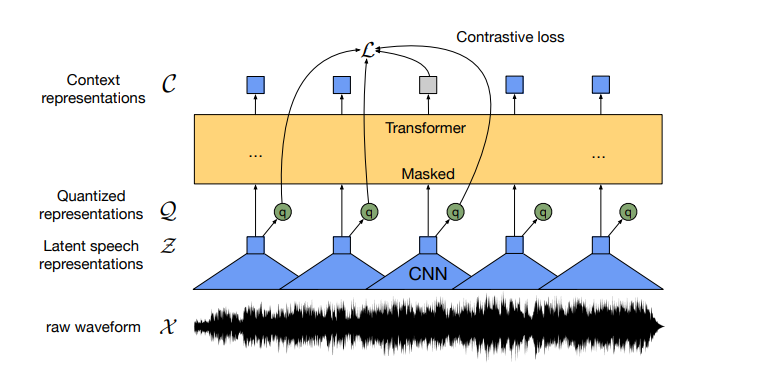 Contrastive loss
ℒ
Context
representations
𝒞
Transformer
... ...
Masked
Quantized
representations
𝒬
q q q q q
Latent speech
representations
𝒵
CNN
raw waveform
𝒳